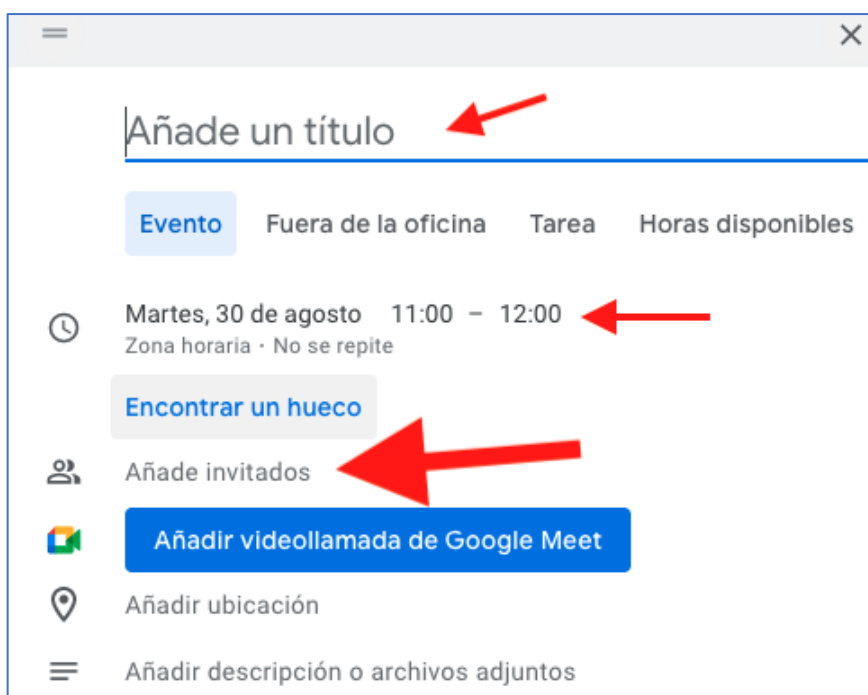 Añade un título
Evento Fuera de la oficina Tarea Horas disponibles
Martes, 30 de agosto 11:00 – 12:00
Zona horaria · No se repite
Encontrar un hueco
Añade invitados
Añadir videollamada de Google Meet
Añadir ubicación
Añadir descripción o archivos adjuntos